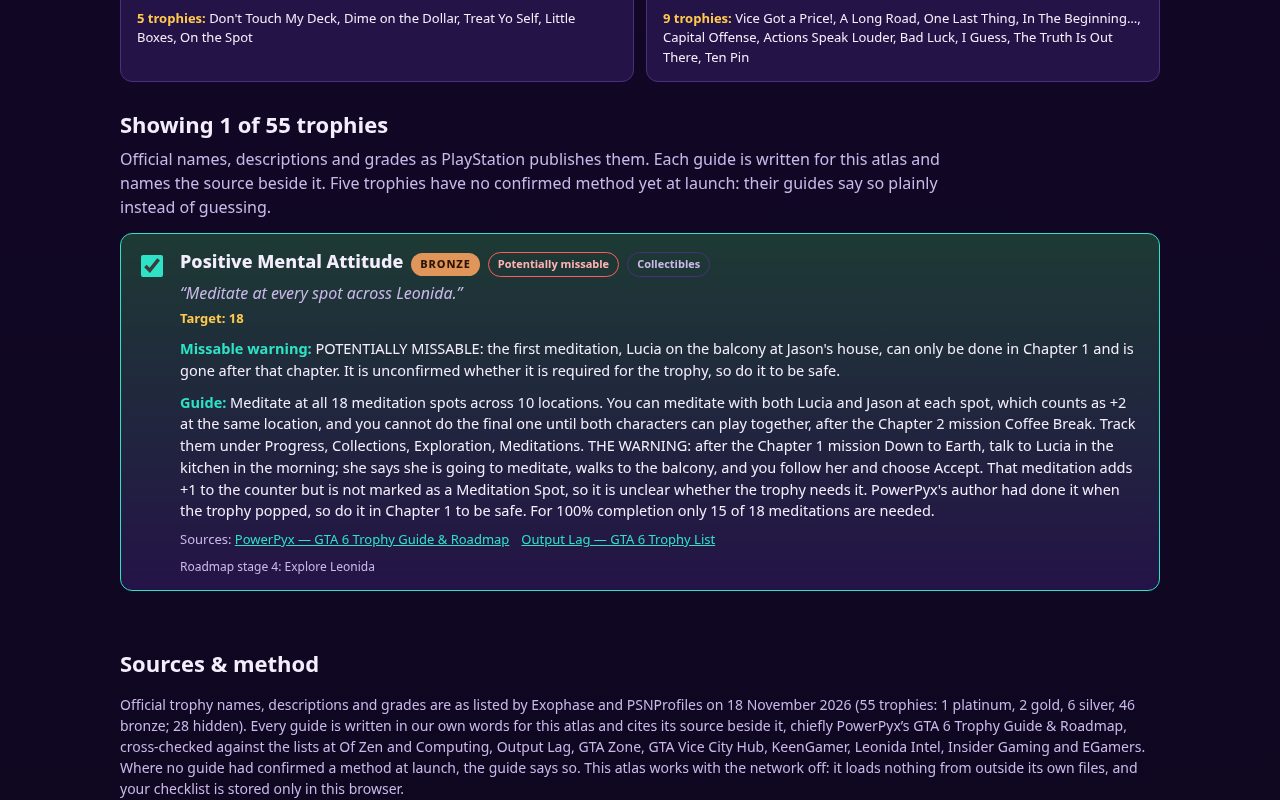 5 trophies: Don't Touch My Deck, Dime on the Dollar, Treat Yo Self, Little
Boxes, On the Spot
9 trophies: Vice Got a Price!, A Long Road, One Last Thing, In The Beginning…,
Capital Offense, Actions Speak Louder, Bad Luck, I Guess, The Truth Is Out
There, Ten Pin
Showing 1 of 55 trophies
Official names, descriptions and grades as PlayStation publishes them. Each guide is written for this atlas and
names the source beside it. Five trophies have no confirmed method yet at launch: their guides say so plainly
instead of guessing.
Positive Mental Attitude BRONZE Potentially missable Collectibles
“Meditate at every spot across Leonida.”
Target: 18
Missable warning: POTENTIALLY MISSABLE: the first meditation, Lucia on the balcony at Jason's house, can only be done in Chapter 1 and is
gone after that chapter. It is unconfirmed whether it is required for the trophy, so do it to be safe.
Guide: Meditate at all 18 meditation spots across 10 locations. You can meditate with both Lucia and Jason at each spot, which counts as +2
at the same location, and you cannot do the final one until both characters can play together, after the Chapter 2 mission Coffee Break. Track
them under Progress, Collections, Exploration, Meditations. THE WARNING: after the Chapter 1 mission Down to Earth, talk to Lucia in the
kitchen in the morning; she says she is going to meditate, walks to the balcony, and you follow her and choose Accept. That meditation adds
+1 to the counter but is not marked as a Meditation Spot, so it is unclear whether the trophy needs it. PowerPyx's author had done it when
the trophy popped, so do it in Chapter 1 to be safe. For 100% completion only 15 of 18 meditations are needed.
Sources: PowerPyx — GTA 6 Trophy Guide & Roadmap Output Lag — GTA 6 Trophy List
Roadmap stage 4: Explore Leonida
Sources & method
Official trophy names, descriptions and grades are as listed by Exophase and PSNProfiles on 18 November 2026 (55 trophies: 1 platinum, 2 gold, 6 silver, 46
bronze; 28 hidden). Every guide is written in our own words for this atlas and cites its source beside it, chiefly PowerPyx’s GTA 6 Trophy Guide & Roadmap,
cross-checked against the lists at Of Zen and Computing, Output Lag, GTA Zone, GTA Vice City Hub, KeenGamer, Leonida Intel, Insider Gaming and EGamers.
Where no guide had confirmed a method at launch, the guide says so. This atlas works with the network off: it loads nothing from outside its own files, and
your checklist is stored only in this browser.